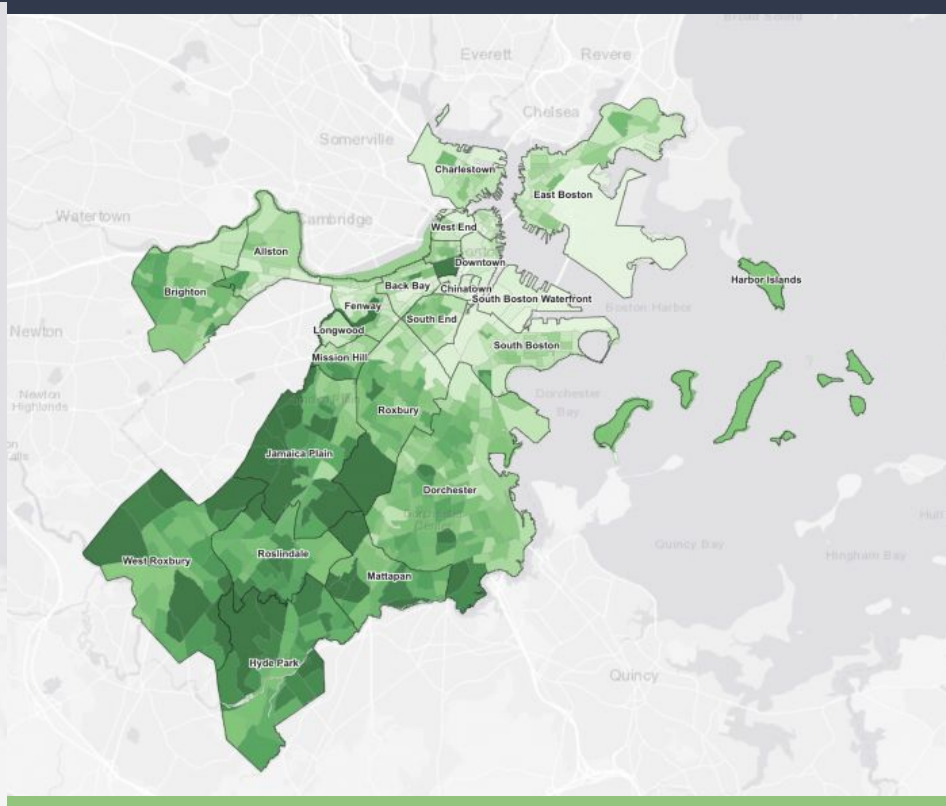 Everett
Revere
Chelsea
Somerville
Charlestown
East Boston
Watertown
Cambridge
West End
Allston
Downtown
Harbor Islands
Back Bay
Chinatown
Brighton
South Boston Waterfront
Boston Harbor
Fenway
South End
Newton
Longwood
South Boston
Mission Hill
Newton
Highlands
Dorchester
Bay
Roxbury
Jamaica Plain
Dorchester
Quincy Bay
Hingham Bay
Roslindale
West Roxbury
Mattapan
Hyde Park
Quincy